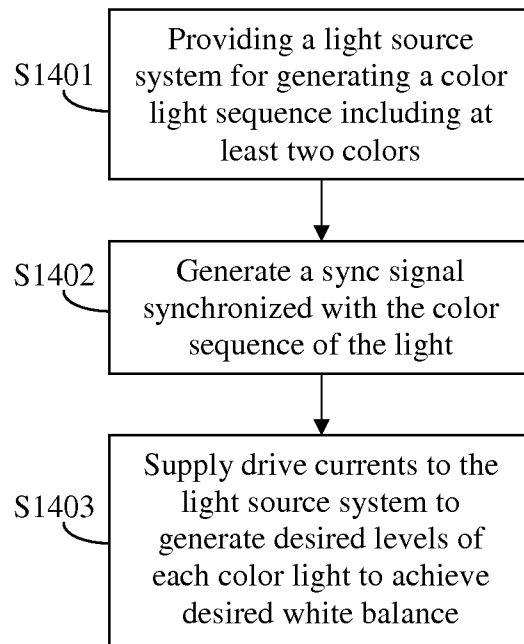 Providing a light source
S1401
system for generating a color
light sequence including at
least two colors
S1402
Generate a sync signal
synchronized with the color
sequence of the light
Supply drive currents to the
S1403
light source system to
generate desired levels of
each color light to achieve
desired white balance